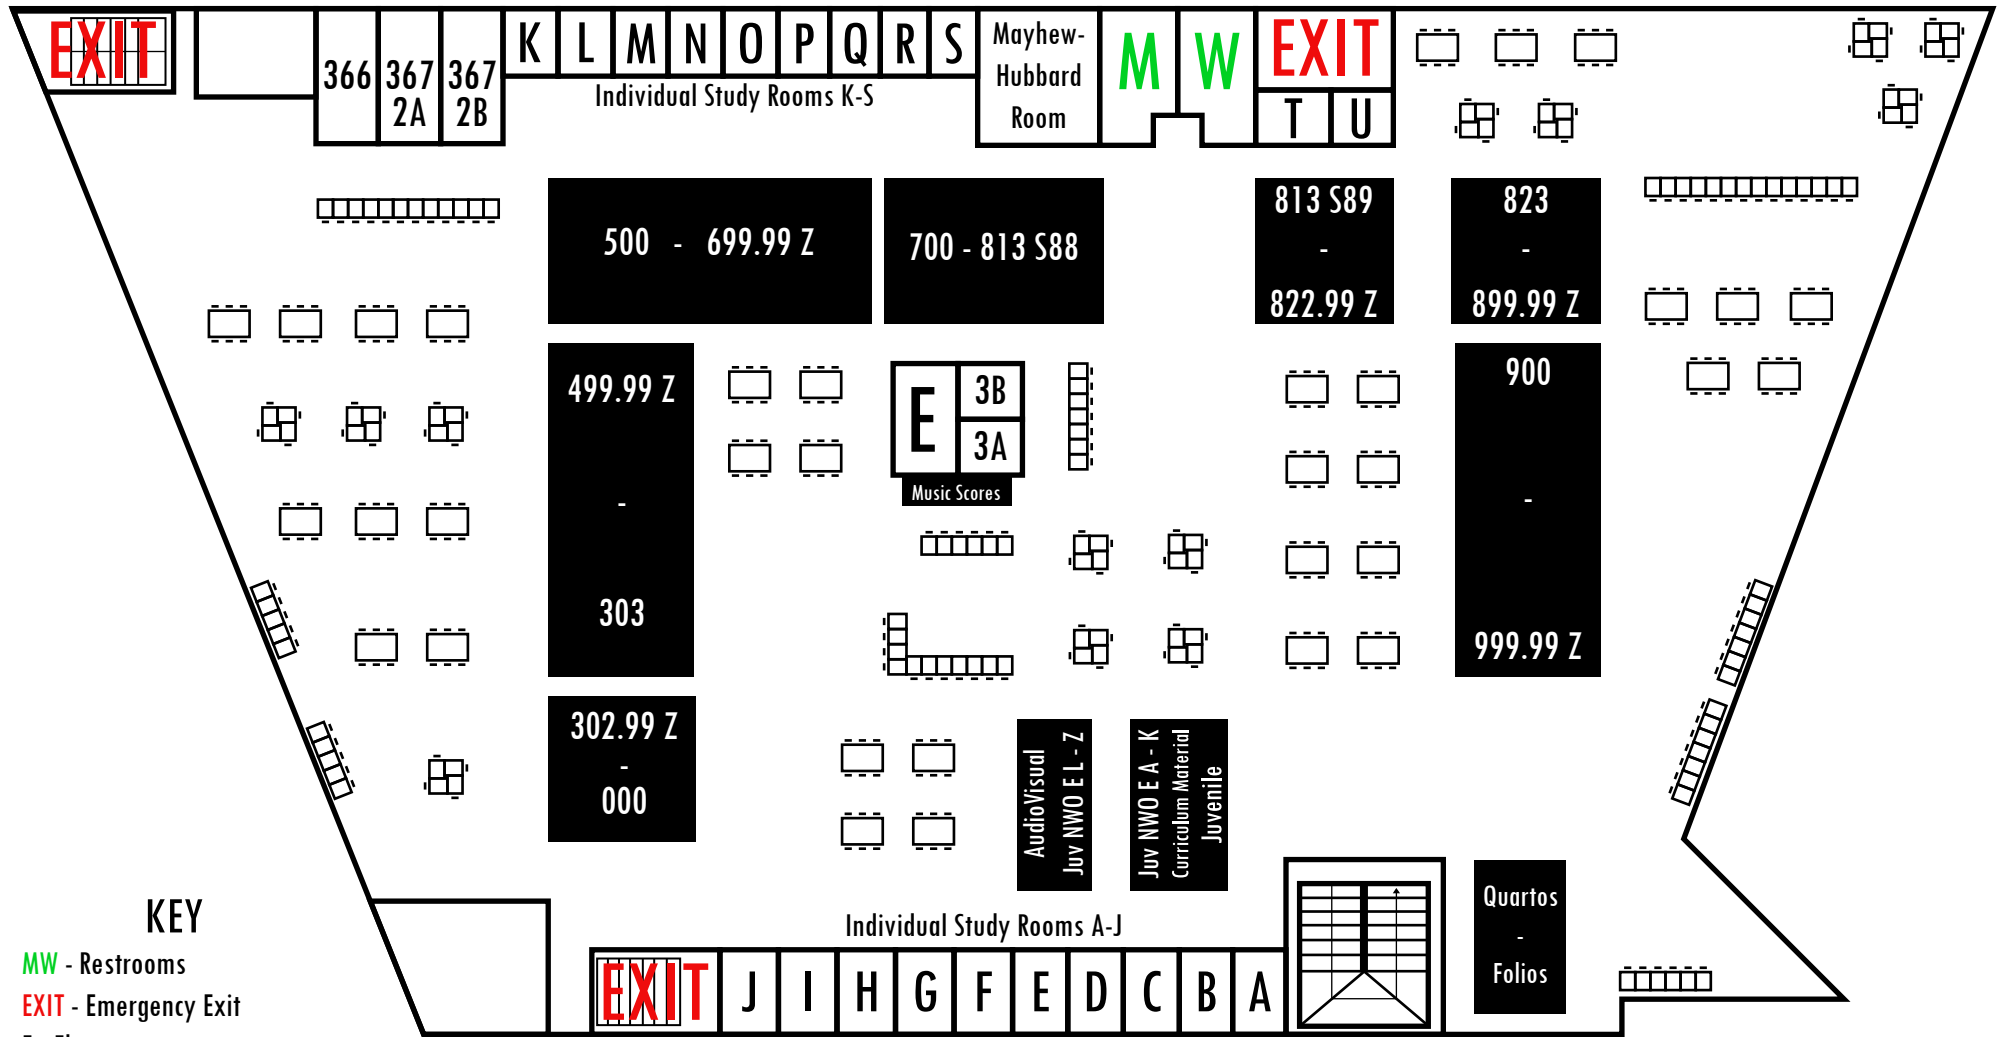 EXIT
366
367
2A
367
2B
K
L
M
N
O
P
Q
R
S
Individual Study Rooms K-S
Mayhew-
Hubbard
Room
M
W
EXIT
T
U
500 - 699.99 Z
700 - 813 S88
813 S89
-
822.99 Z
823
-
899.99 Z
499.99 Z
-
303
E
3B
3A
Music Scores
900
-
999.99 Z
302.99 Z
-
000
AudioVisual
Juv NWO E L - Z
Juv NWO E A - K
Curriculum Material
Juvenile
Quartos
-
Folios
Individual Study Rooms A-J
EXIT
J
I
H
G
F
E
D
C
B
A
KEY
MW - Restrooms
EXIT - Emergency Exit